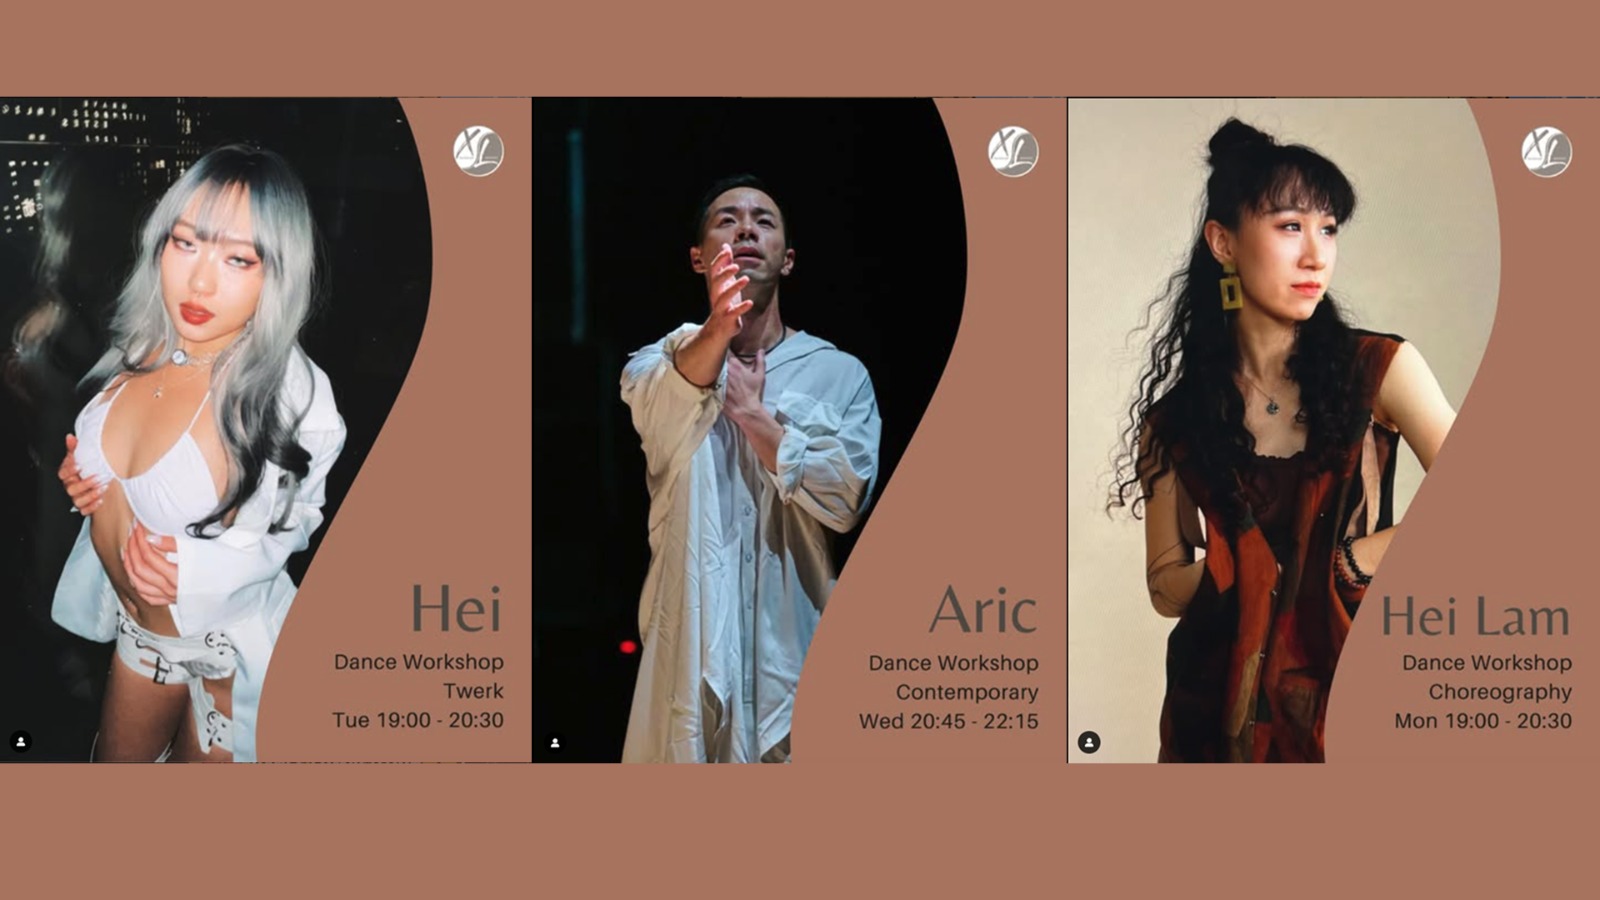 XL
Hei
Dance Workshop
Twerk
Tue 19:00 - 20:30
XL
Aric
Dance Workshop
Contemporary
Wed 20:45 - 22:15
XL
Hei Lam
Dance Workshop
Choreography
Mon 19:00 - 20:30